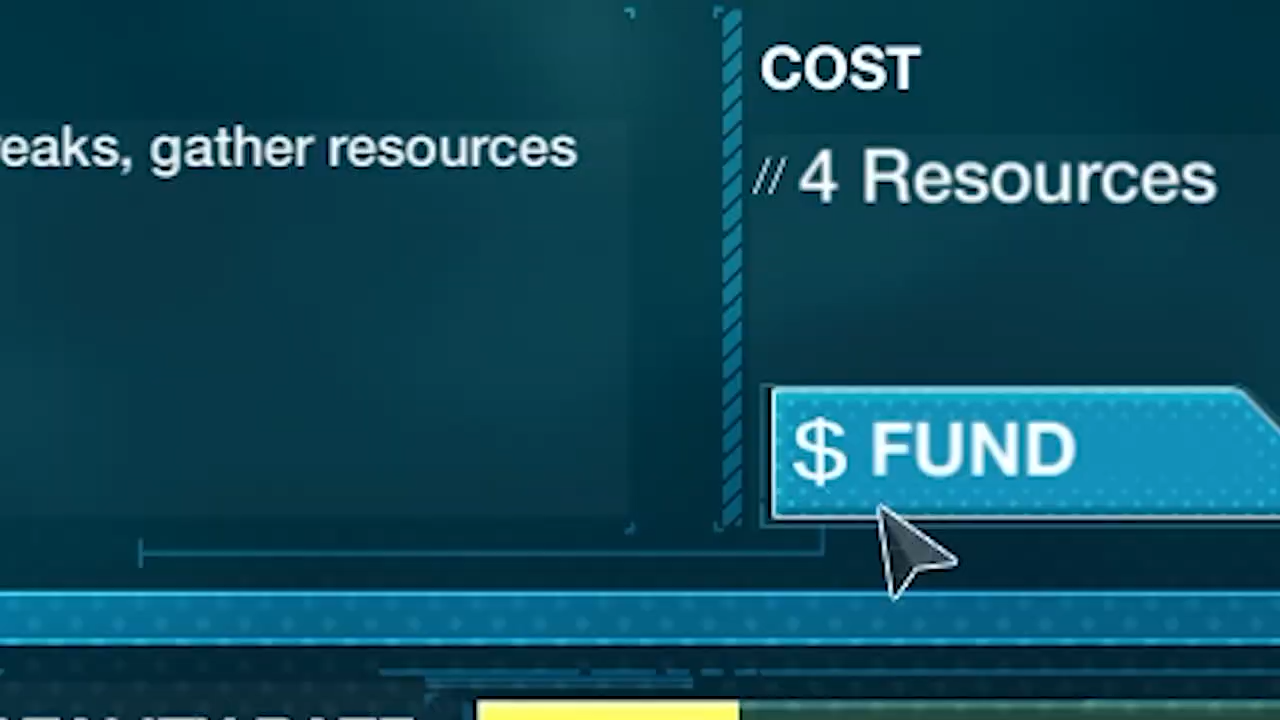 COST
eaks, gather resources
// 4 Resources
$ FUND